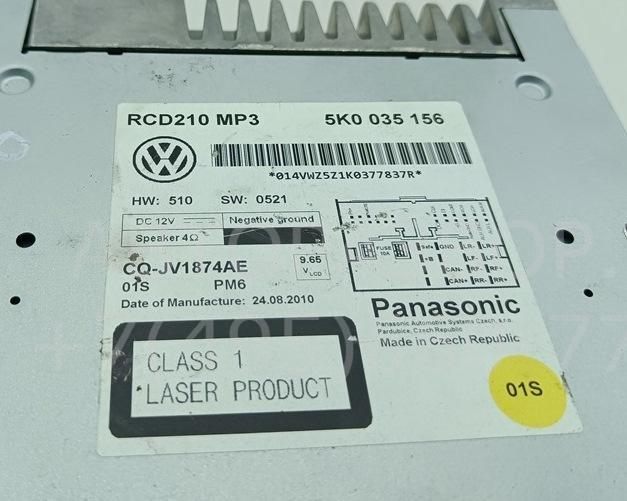 RCD210 MP3 5K0 035 156
*014VWZ5Z1K0377837R*
HW: 510 SW: 0521
DC 12V Negative ground
Speaker 4Ω
FUSE
10A
Safe GND LR- LR+
+B LF- LF+
CAN- RF- RF+
CAN+ RR- RR+
CQ-JV1874AE
9.65
VLCD
01S PM6
Date of Manufacture: 24.08.2010
Panasonic
Panasonic Automotive Systems Czech, s.r.o.
Pardubice, Czech Republic
Made in Czech Republic
CLASS 1
LASER PRODUCT
01S